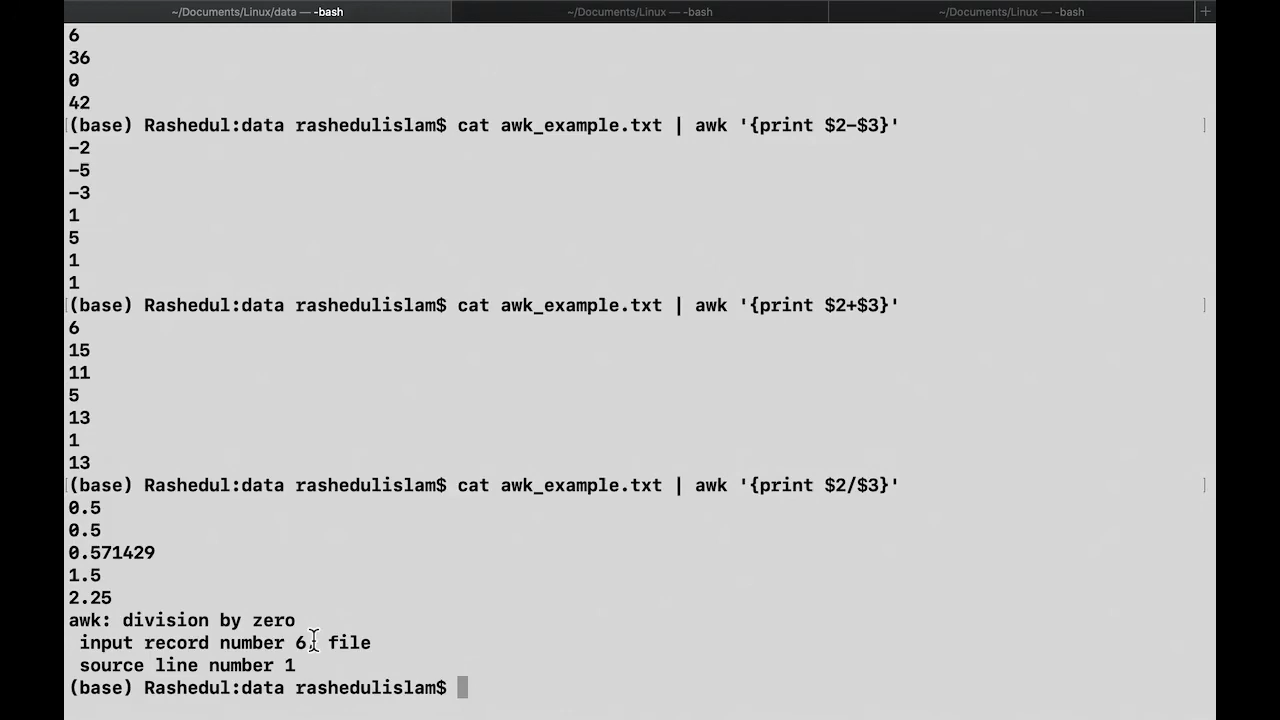 ~/Documents/Linux/data — -bash ~/Documents/Linux — -bash ~/Documents/Linux — -bash +
6
36
0
42
(base) Rashedul:data rashedulislam$ cat awk_example.txt | awk '{print $2-$3}'
-2
-5
-3
1
5
1
1
(base) Rashedul:data rashedulislam$ cat awk_example.txt | awk '{print $2+$3}'
6
15
11
5
13
1
13
(base) Rashedul:data rashedulislam$ cat awk_example.txt | awk '{print $2/$3}'
0.5
0.5
0.571429
1.5
2.25
awk: division by zero
input record number 6, file
source line number 1
(base) Rashedul:data rashedulislam$